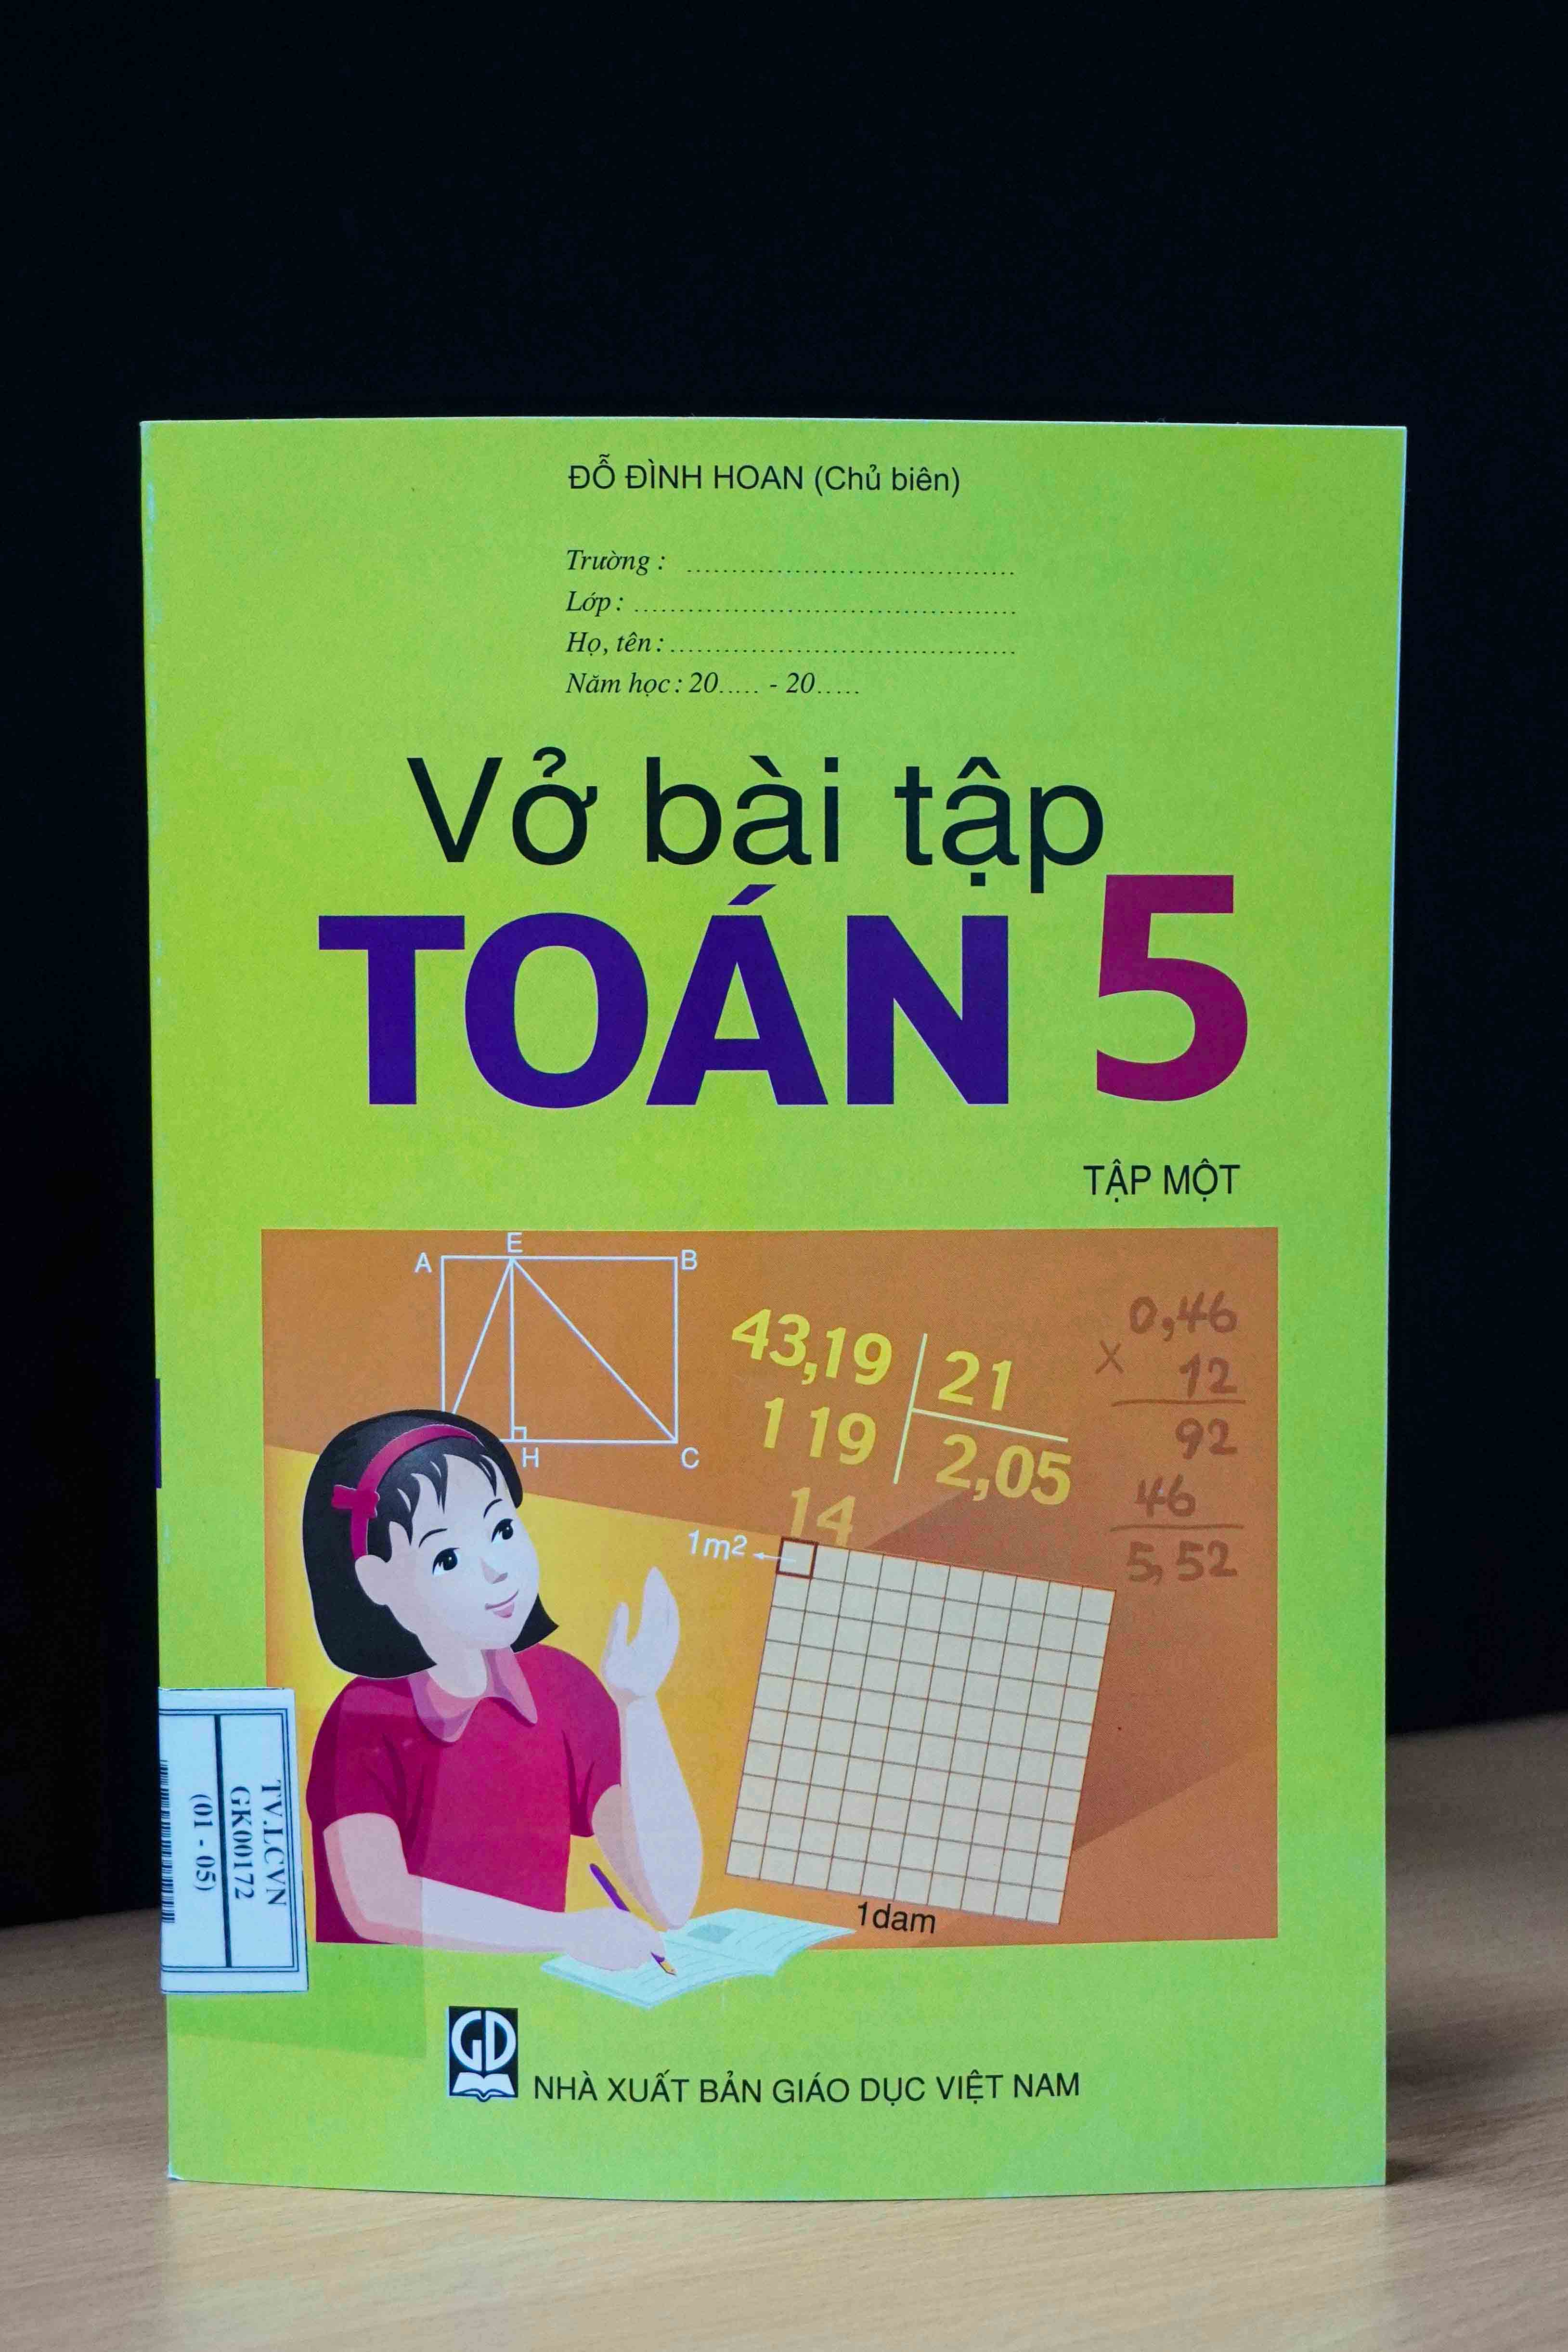 ĐỖ ĐÌNH HOAN (Chủ biên)
Trường : ......................................
Lớp : ............................................
Họ, tên : ........................................
Năm học : 20..... - 20.....
Vở bài tập
TOÁN 5
TẬP MỘT
A E B
H C
43,19 21
1 19 2,05
14
0,46
x 12
92
46
5,52
1m2
1dam
TV.LCVN
GK00172
(01 - 05)
GD
NHÀ XUẤT BẢN GIÁO DỤC VIỆT NAM